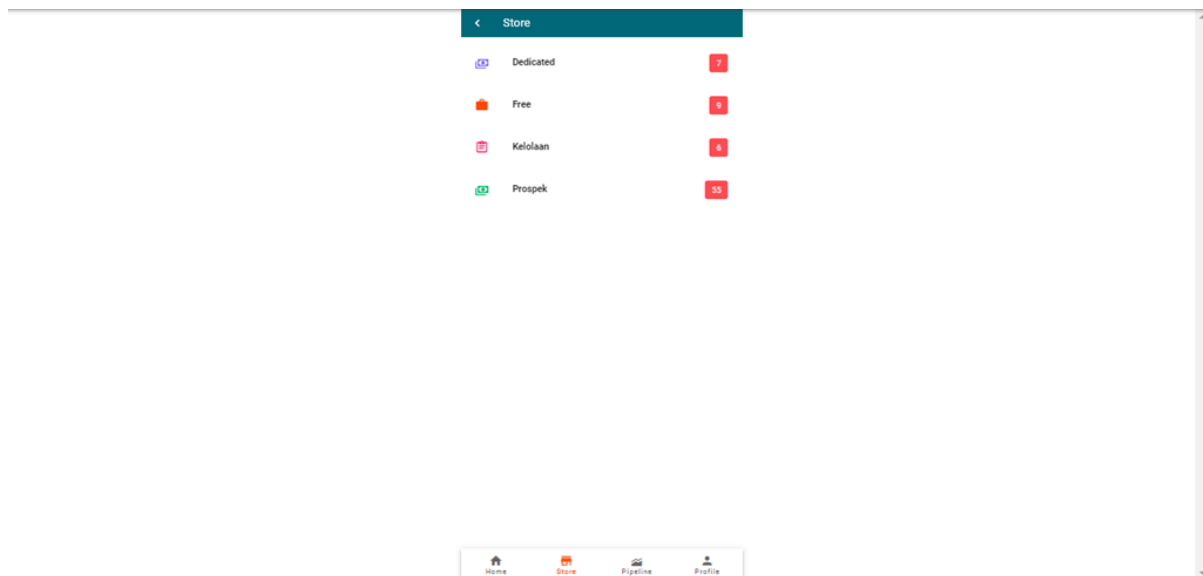 Store
Dedicated 7
Free 9
Kelolaan 6
Prospek 55
Home Store Pipeline Profile